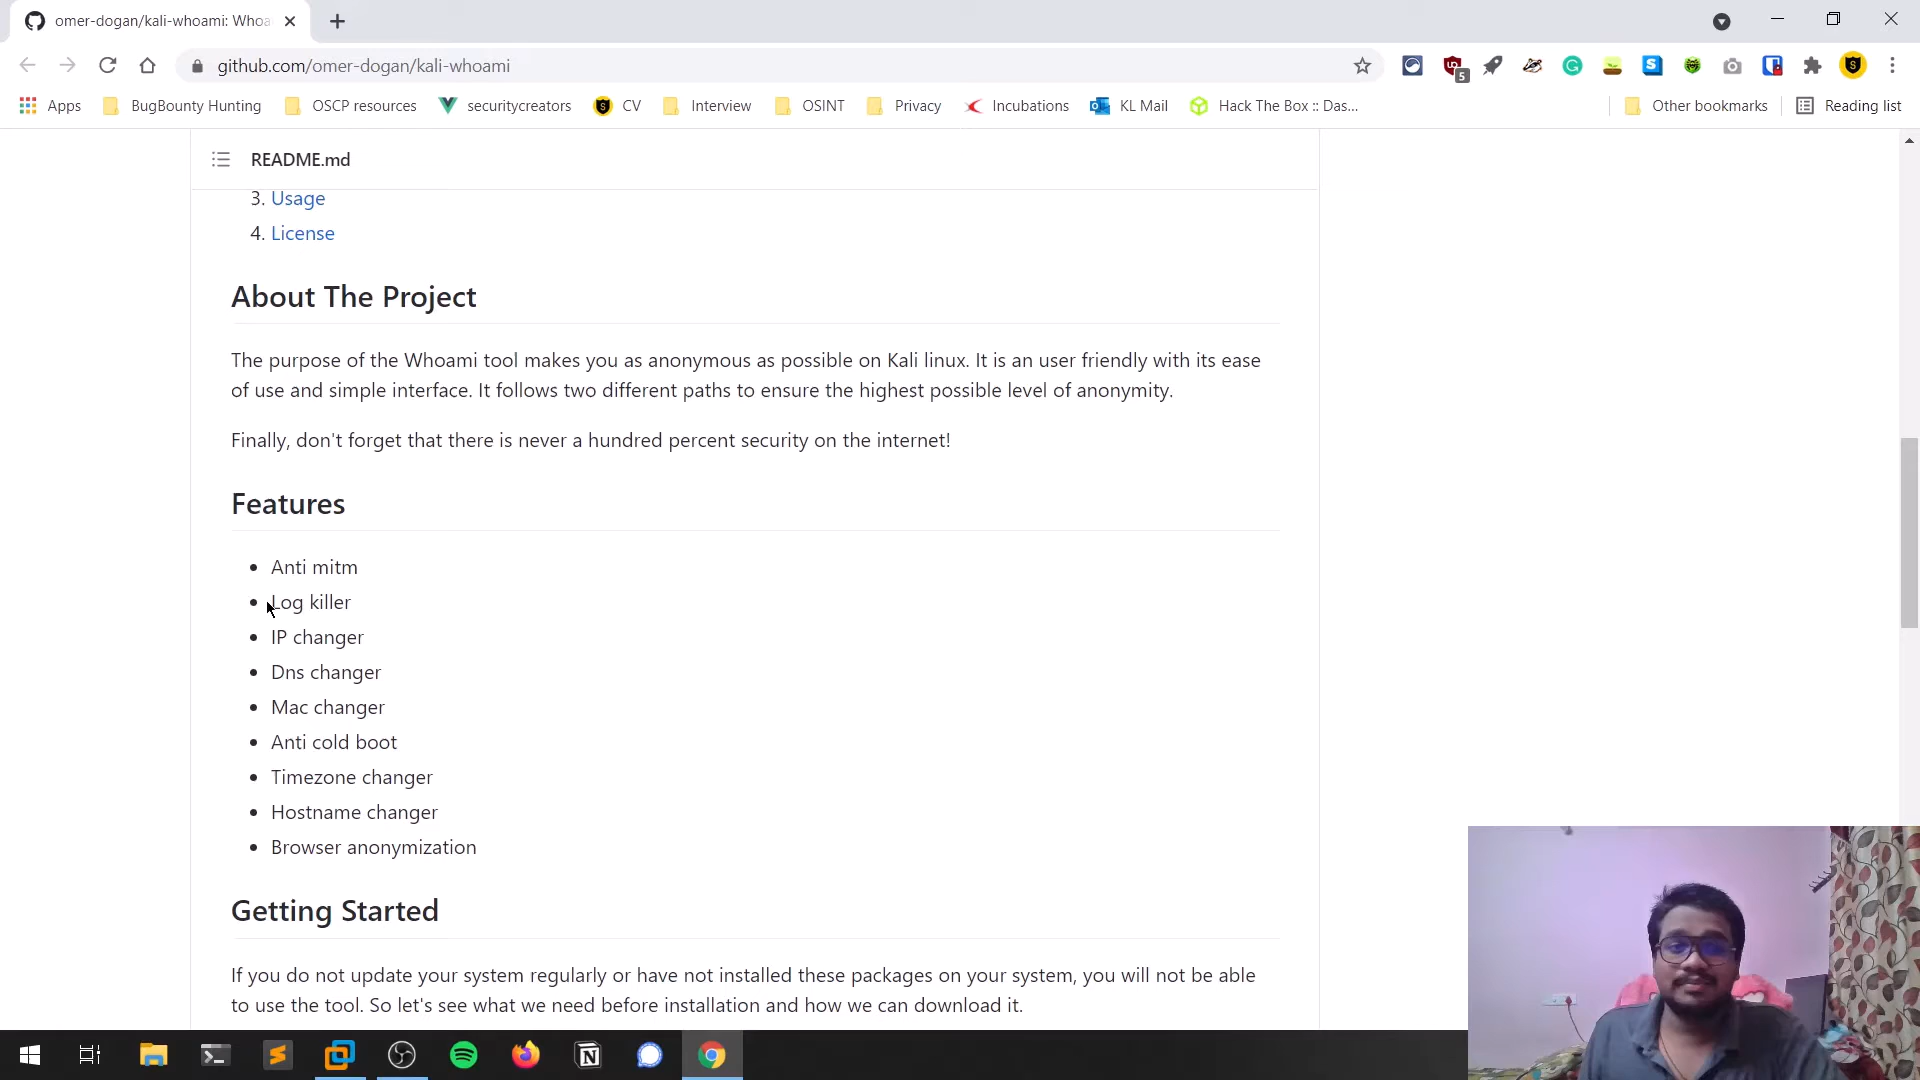 omer-dogan/kali-whoami: Whoa
github.com/omer-dogan/kali-whoami
5
Apps
BugBounty Hunting
OSCP resources
securitycreators
CV
Interview
OSINT
Privacy
Incubations
KL Mail
Hack The Box :: Das...
Other bookmarks
Reading list
README.md
3. Usage
4. License
About The Project
The purpose of the Whoami tool makes you as anonymous as possible on Kali linux. It is an user friendly with its ease
of use and simple interface. It follows two different paths to ensure the highest possible level of anonymity.
Finally, don't forget that there is never a hundred percent security on the internet!
Features
• Anti mitm
• Log killer
• IP changer
• Dns changer
• Mac changer
• Anti cold boot
• Timezone changer
• Hostname changer
• Browser anonymization
Getting Started
If you do not update your system regularly or have not installed these packages on your system, you will not be able
to use the tool. So let's see what we need before installation and how we can download it.